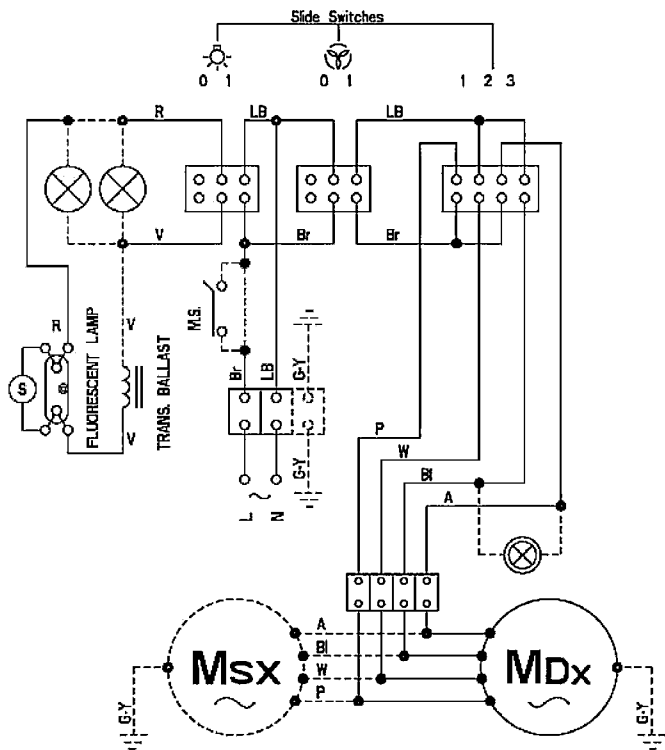 Slide Switches
0 1
0 1
1 2 3
R
LB
LB
V
Br
Br
M.S.
R
V
FLUORESCENT LAMP
TRANS. BALLAST
S
Br
LB
G-Y
P
W
V
G-Y
Bl
A
L
N
A
Bl
W
P
MSX
MDX
G-Y
G-Y